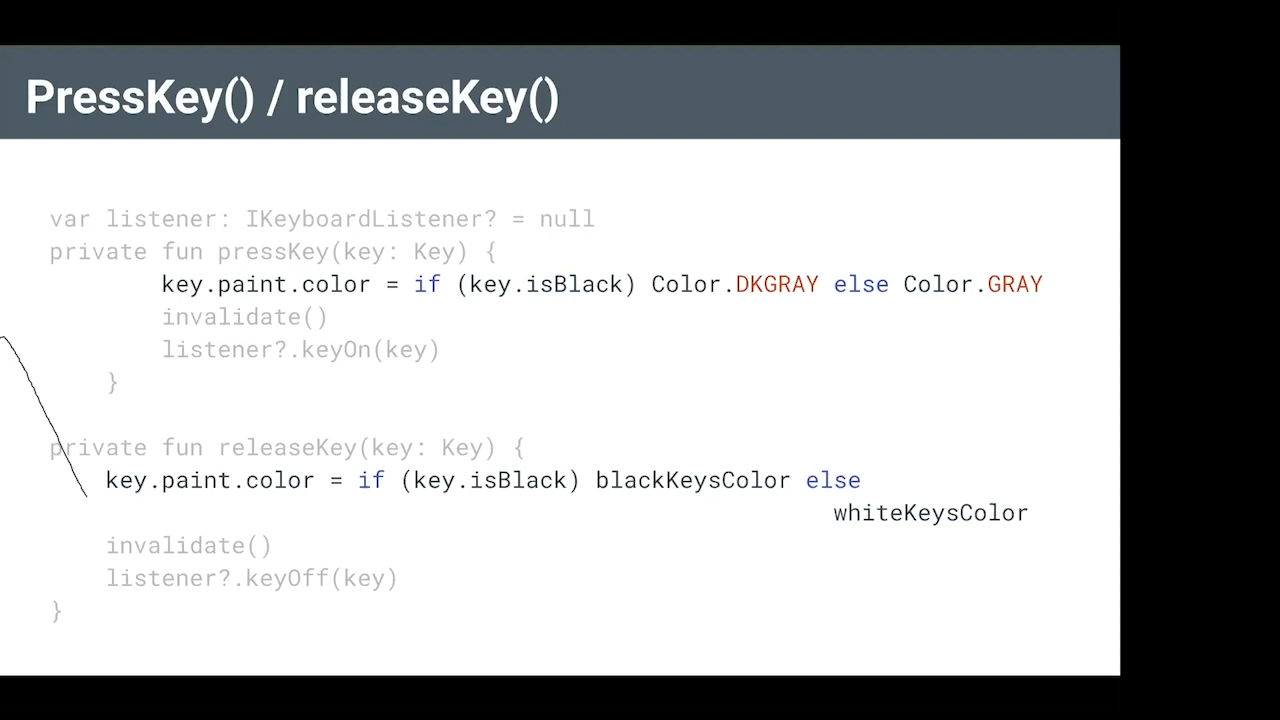 PressKey() / releaseKey()
var listener: IKeyboardListener? = null
private fun pressKey(key: Key) {
key.paint.color = if (key.isBlack) Color.DKGRAY else Color.GRAY
invalidate()
listener?.keyOn(key)
}
private fun releaseKey(key: Key) {
key.paint.color = if (key.isBlack) blackKeysColor else
whiteKeysColor
invalidate()
listener?.keyOff(key)
}